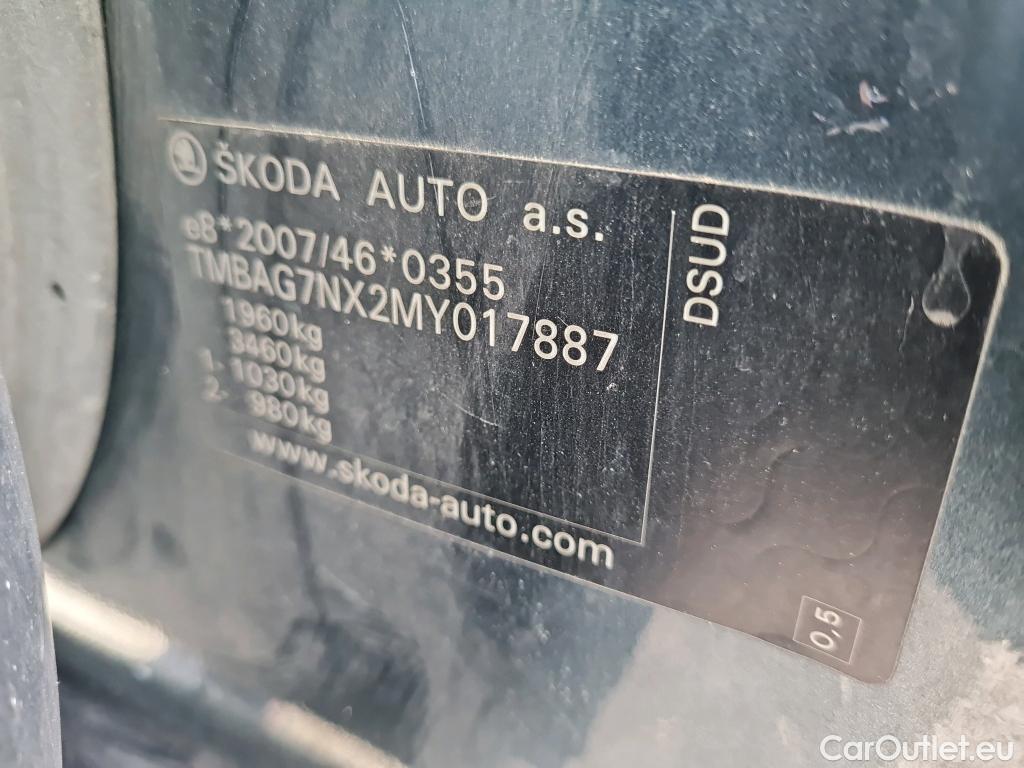 ŠKODA AUTO a.s.
e8*2007/46*0355
TMBAG7NX2MY017887
1960kg
3460kg
1- 1030kg
2- 980kg
www.skoda-auto.com
DSUD
0,5
CarOutlet.eu